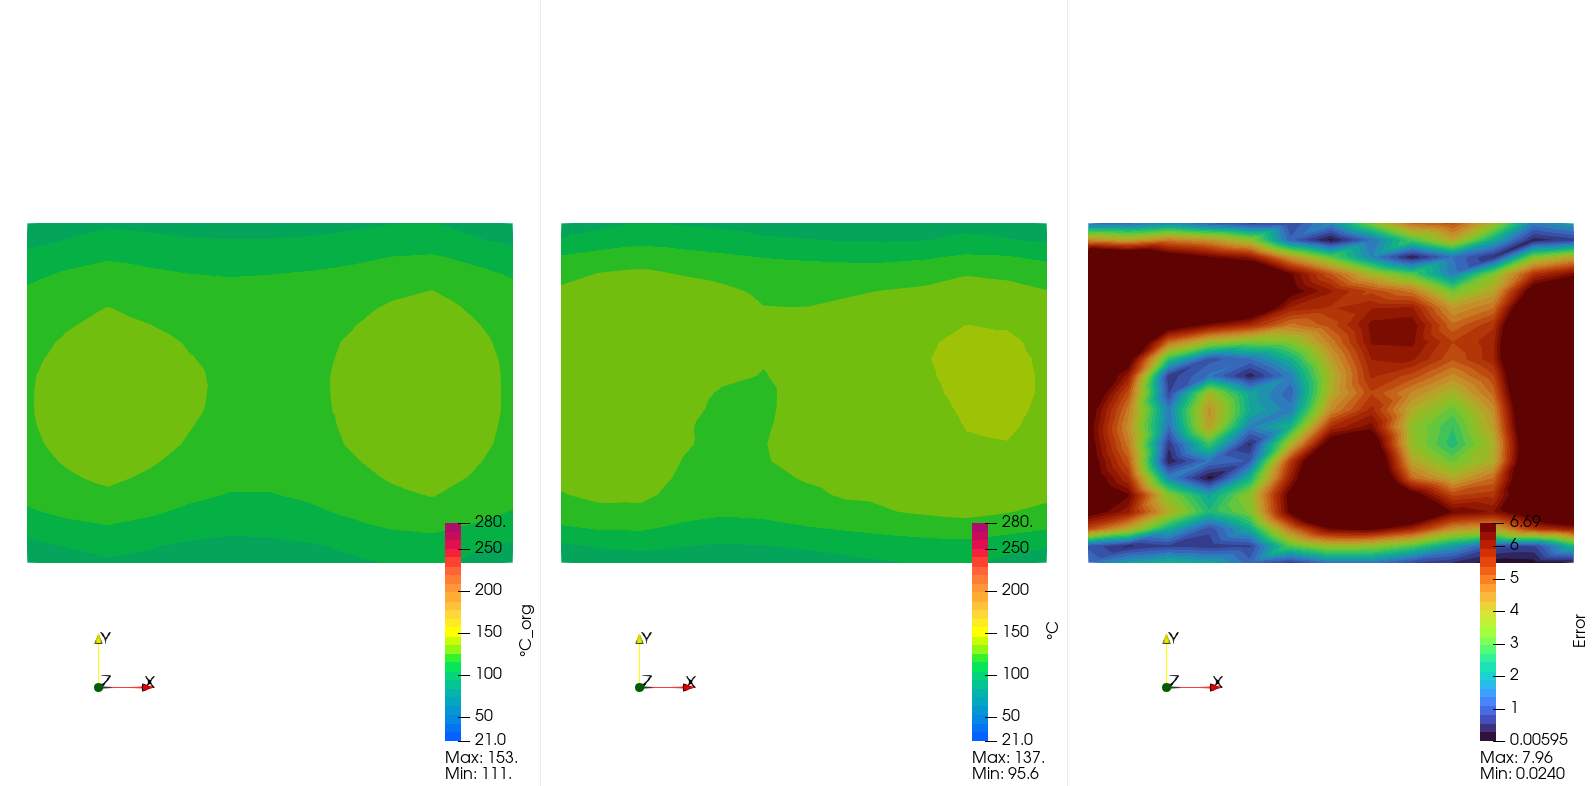 280.
250
200
150
100
50
21.0
°C_org
Max: 153.
Min: 111.
Y
Z
X
280.
250
200
150
100
50
21.0
°C
Max: 137.
Min: 95.6
Y
Z
X
6.69
6
5
4
3
2
1
0.00595
Error
Max: 7.96
Min: 0.0240
Y
Z
X